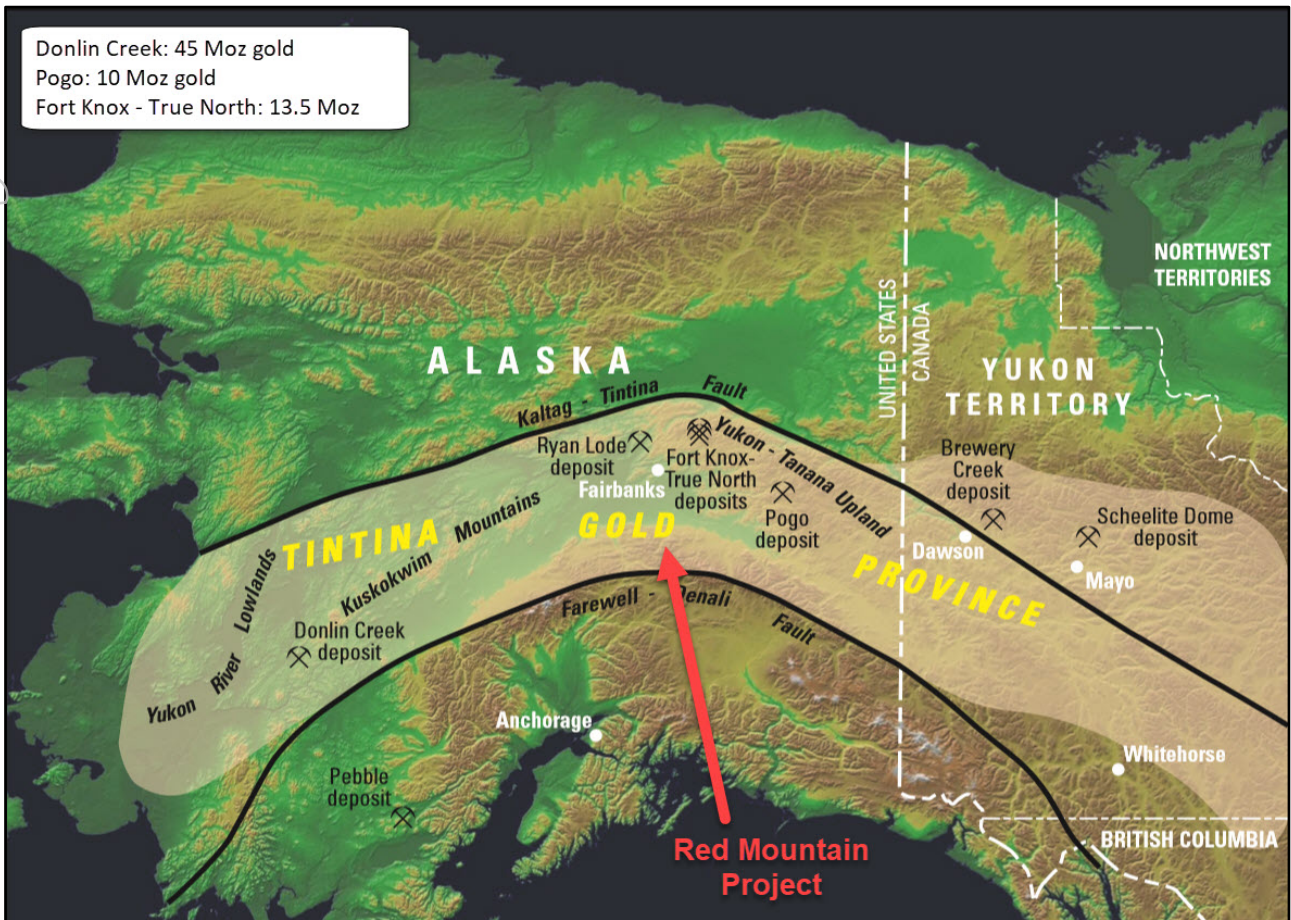 Donlin Creek: 45 Moz gold
Pogo: 10 Moz gold
Fort Knox - True North: 13.5 Moz
NORTHWEST
TERRITORIES
UNITED STATES
CANADA
ALASKA
YUKON
TERRITORY
Kaltag - Tintina Fault
Ryan Lode
deposit
Fairbanks
Fort Knox-
True North
deposits
Yukon - Tanana Upland
Pogo
deposit
Brewery
Creek
deposit
Dawson
Scheelite Dome
deposit
Mayo
TINTINA GOLD PROVINCE
Kuskokwim Mountains
Yukon River Lowlands
Donlin Creek
deposit
Farewell - Denali Fault
Anchorage
Pebble
deposit
Whitehorse
BRITISH COLUMBIA
Red Mountain
Project